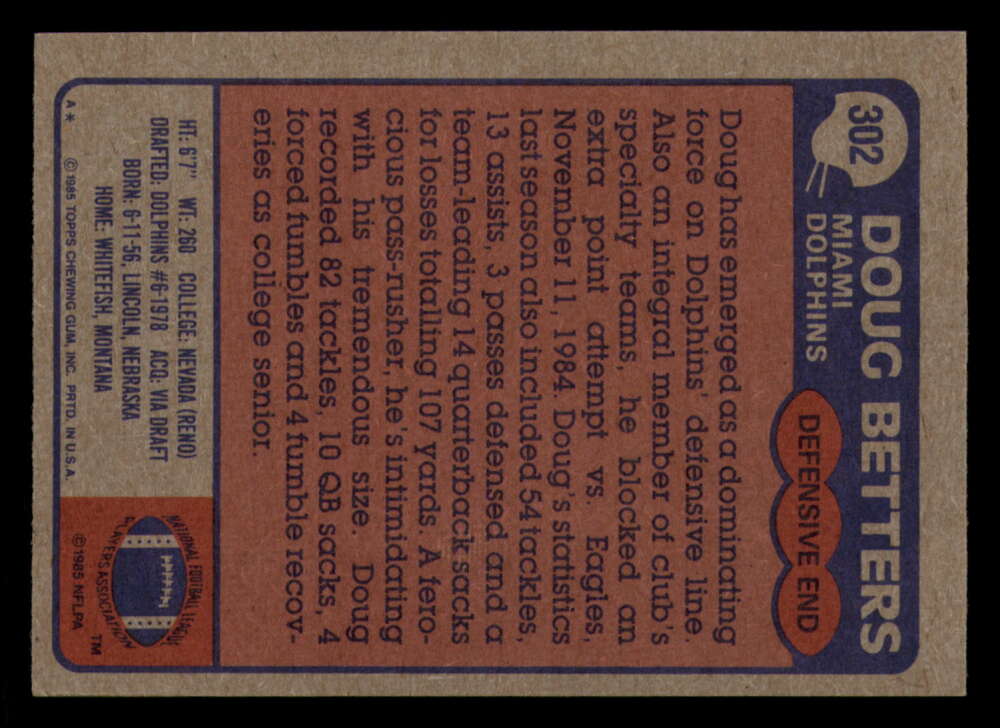 302
DOUG BETTERS
MIAMI
DOLPHINS
DEFENSIVE END
Doug has emerged as a dominating
force on Dolphins' defensive line.
Also an integral member of club's
specialty teams, he blocked an
extra point attempt vs. Eagles,
November 11, 1984. Doug's statistics
last season also included 54 tackles,
13 assists, 3 passes defensed and a
team-leading 14 quarterback sacks
for losses totalling 107 yards. A fero-
cious pass-rusher, he's intimidating
with his tremendous size. Doug
recorded 82 tackles, 10 QB sacks, 4
forced fumbles and 4 fumble recov-
eries as college senior.
HT: 6'7" WT: 260 COLLEGE: NEVADA (RENO)
DRAFTED: DOLPHINS #6-1978 ACQ: VIA DRAFT
BORN: 6-11-56, LINCOLN, NEBRASKA
HOME: WHITEFISH, MONTANA
A* © 1985 TOPPS CHEWING GUM, INC. PRTD. IN U.S.A.
NATIONAL FOOTBALL LEAGUE
PLAYERS ASSOCIATION
TM
© 1985 NFLPA